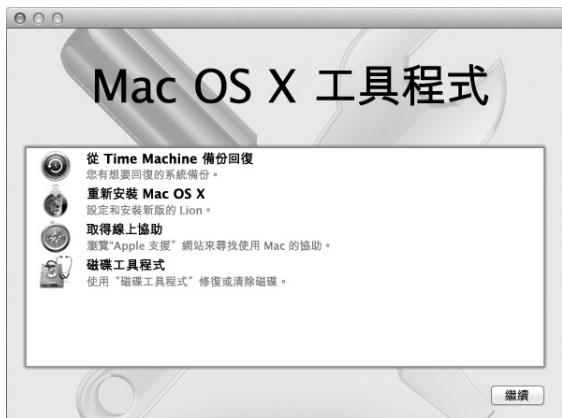 Mac OS X 工具程式
從 Time Machine 備份回復
您有想要回復的系統備份。
重新安裝 Mac OS X
設定和安裝新版的 Lion。
取得線上協助
瀏覽“Apple 支援”網站來尋找使用 Mac 的協助。
磁碟工具程式
使用“磁碟工具程式”修復或清除磁碟。
繼續